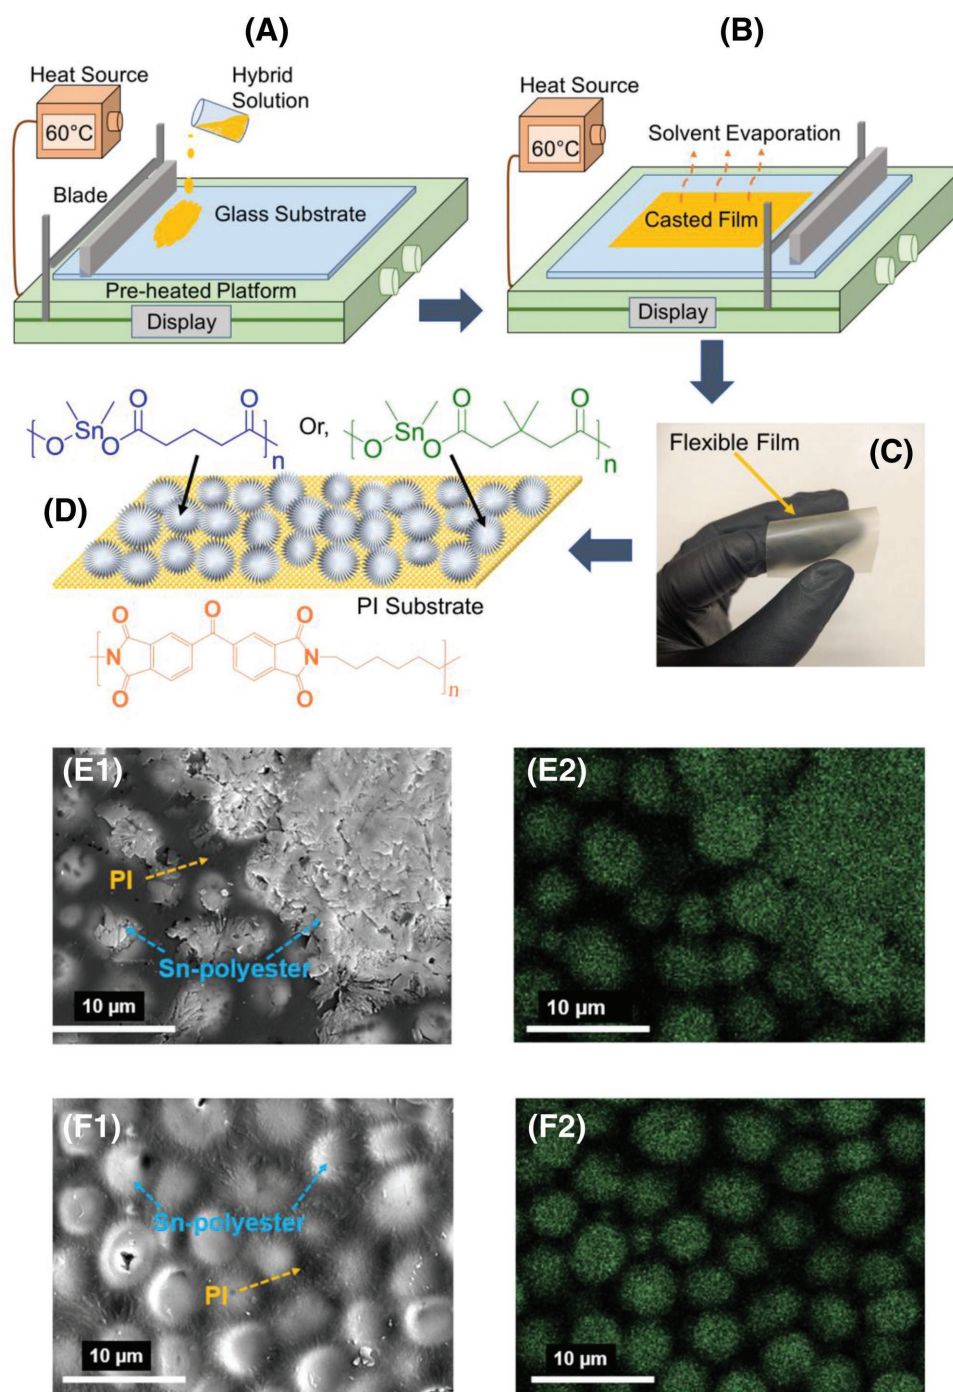 (A)
(B)
Heat Source
60°C
Hybrid
Solution
Blade
Glass Substrate
Pre-heated Platform
Display
Heat Source
60°C
Solvent Evaporation
Casted Film
Display
O Sn O O O n
Or,
O Sn O O O n
(C)
Flexible Film
(D)
PI Substrate
O O O O O N N n
(E1)
PI
Sn-polyester
10 µm
(E2)
10 µm
(F1)
Sn-polyester
PI
10 µm
(F2)
10 µm